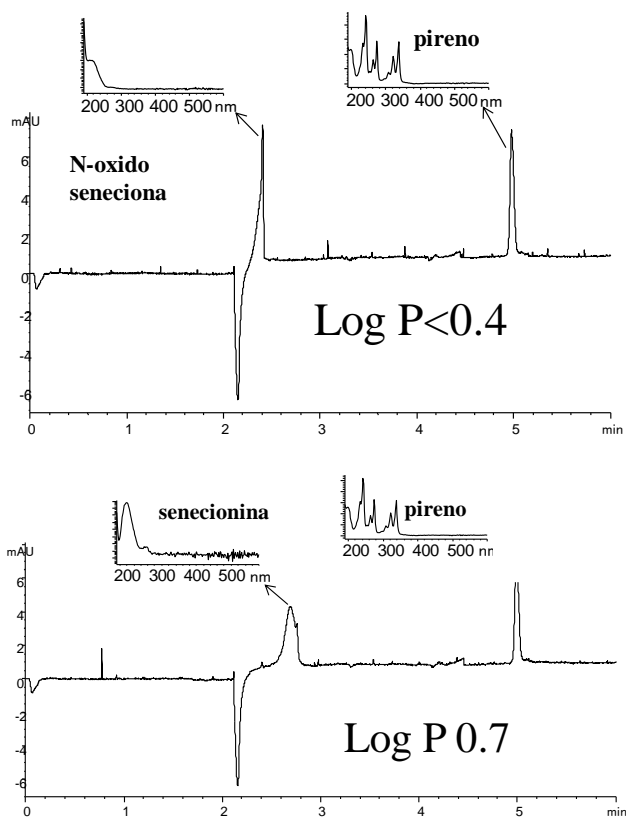 200 300 400 500 nm
pireno
200 300 400 500 nm
mAU
N-oxido
seneciona
6
4
2
0
-2
-4
-6
Log P<0.4
0 1 2 3 4 5 min
senecionina
200 300 400 500 nm
pireno
200 300 400 500 nm
mAU
6
4
2
0
-2
-4
-6
Log P 0.7
0 1 2 3 4 5 min